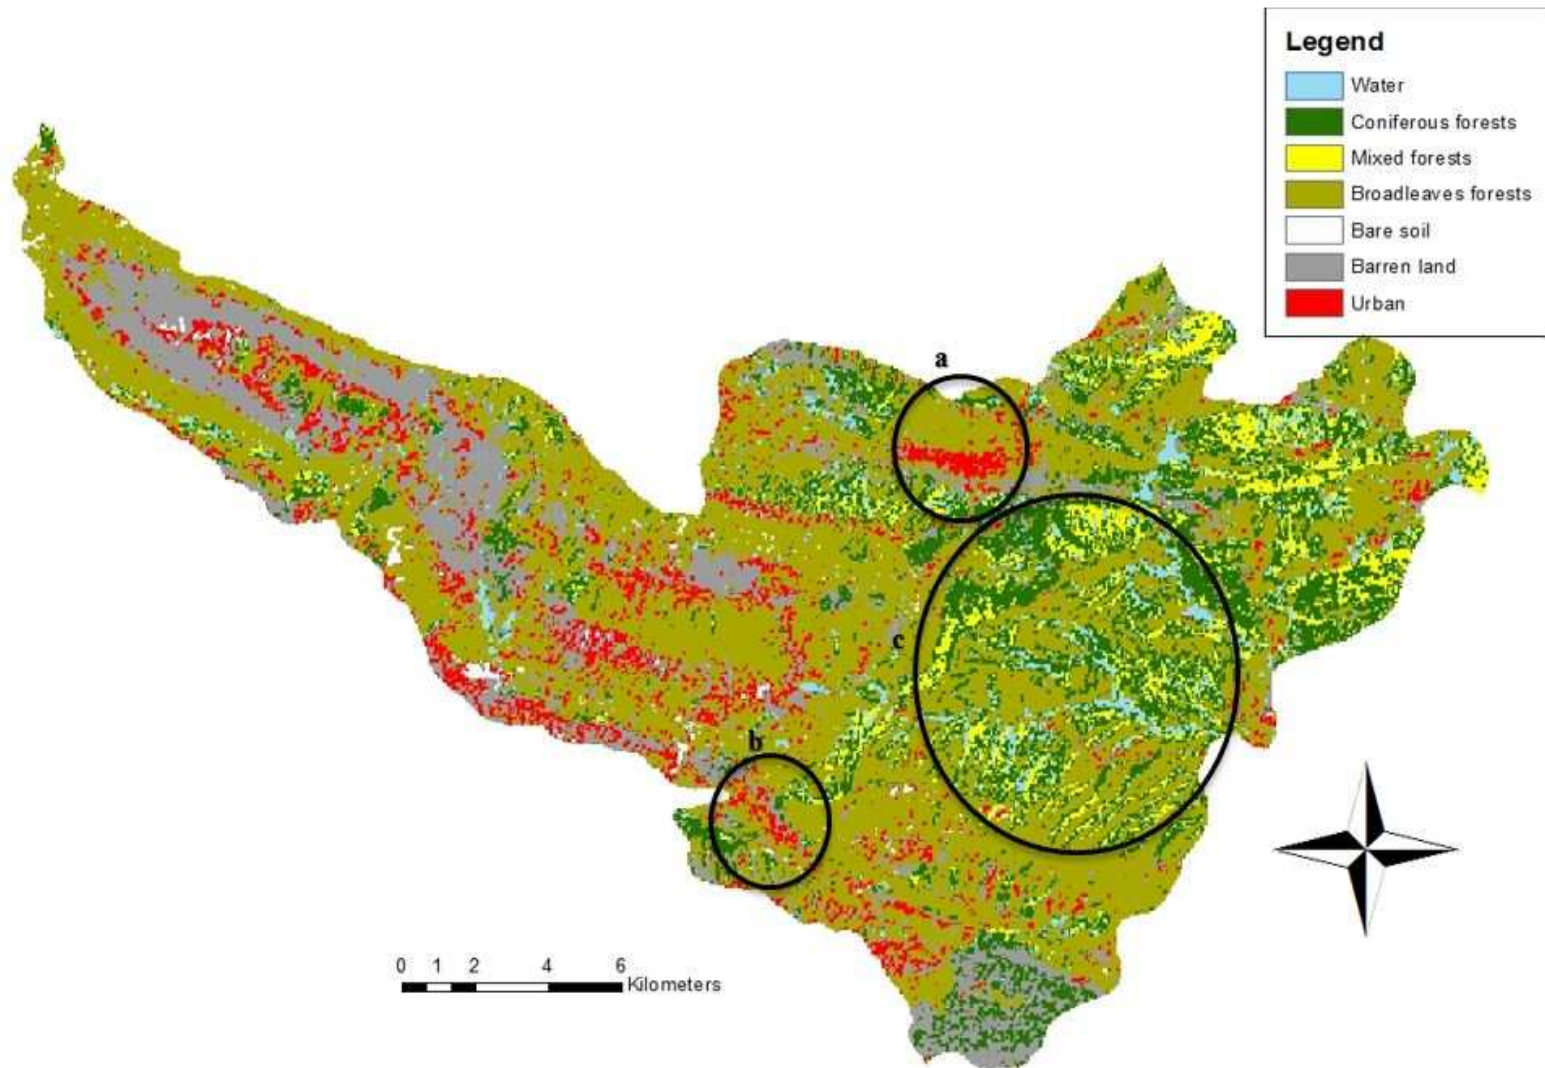 Legend
Water
Coniferous forests
Mixed forests
Broadleaves forests
Bare soil
Barren land
Urban
a
c
b
0 1 2 4 6
Kilometers